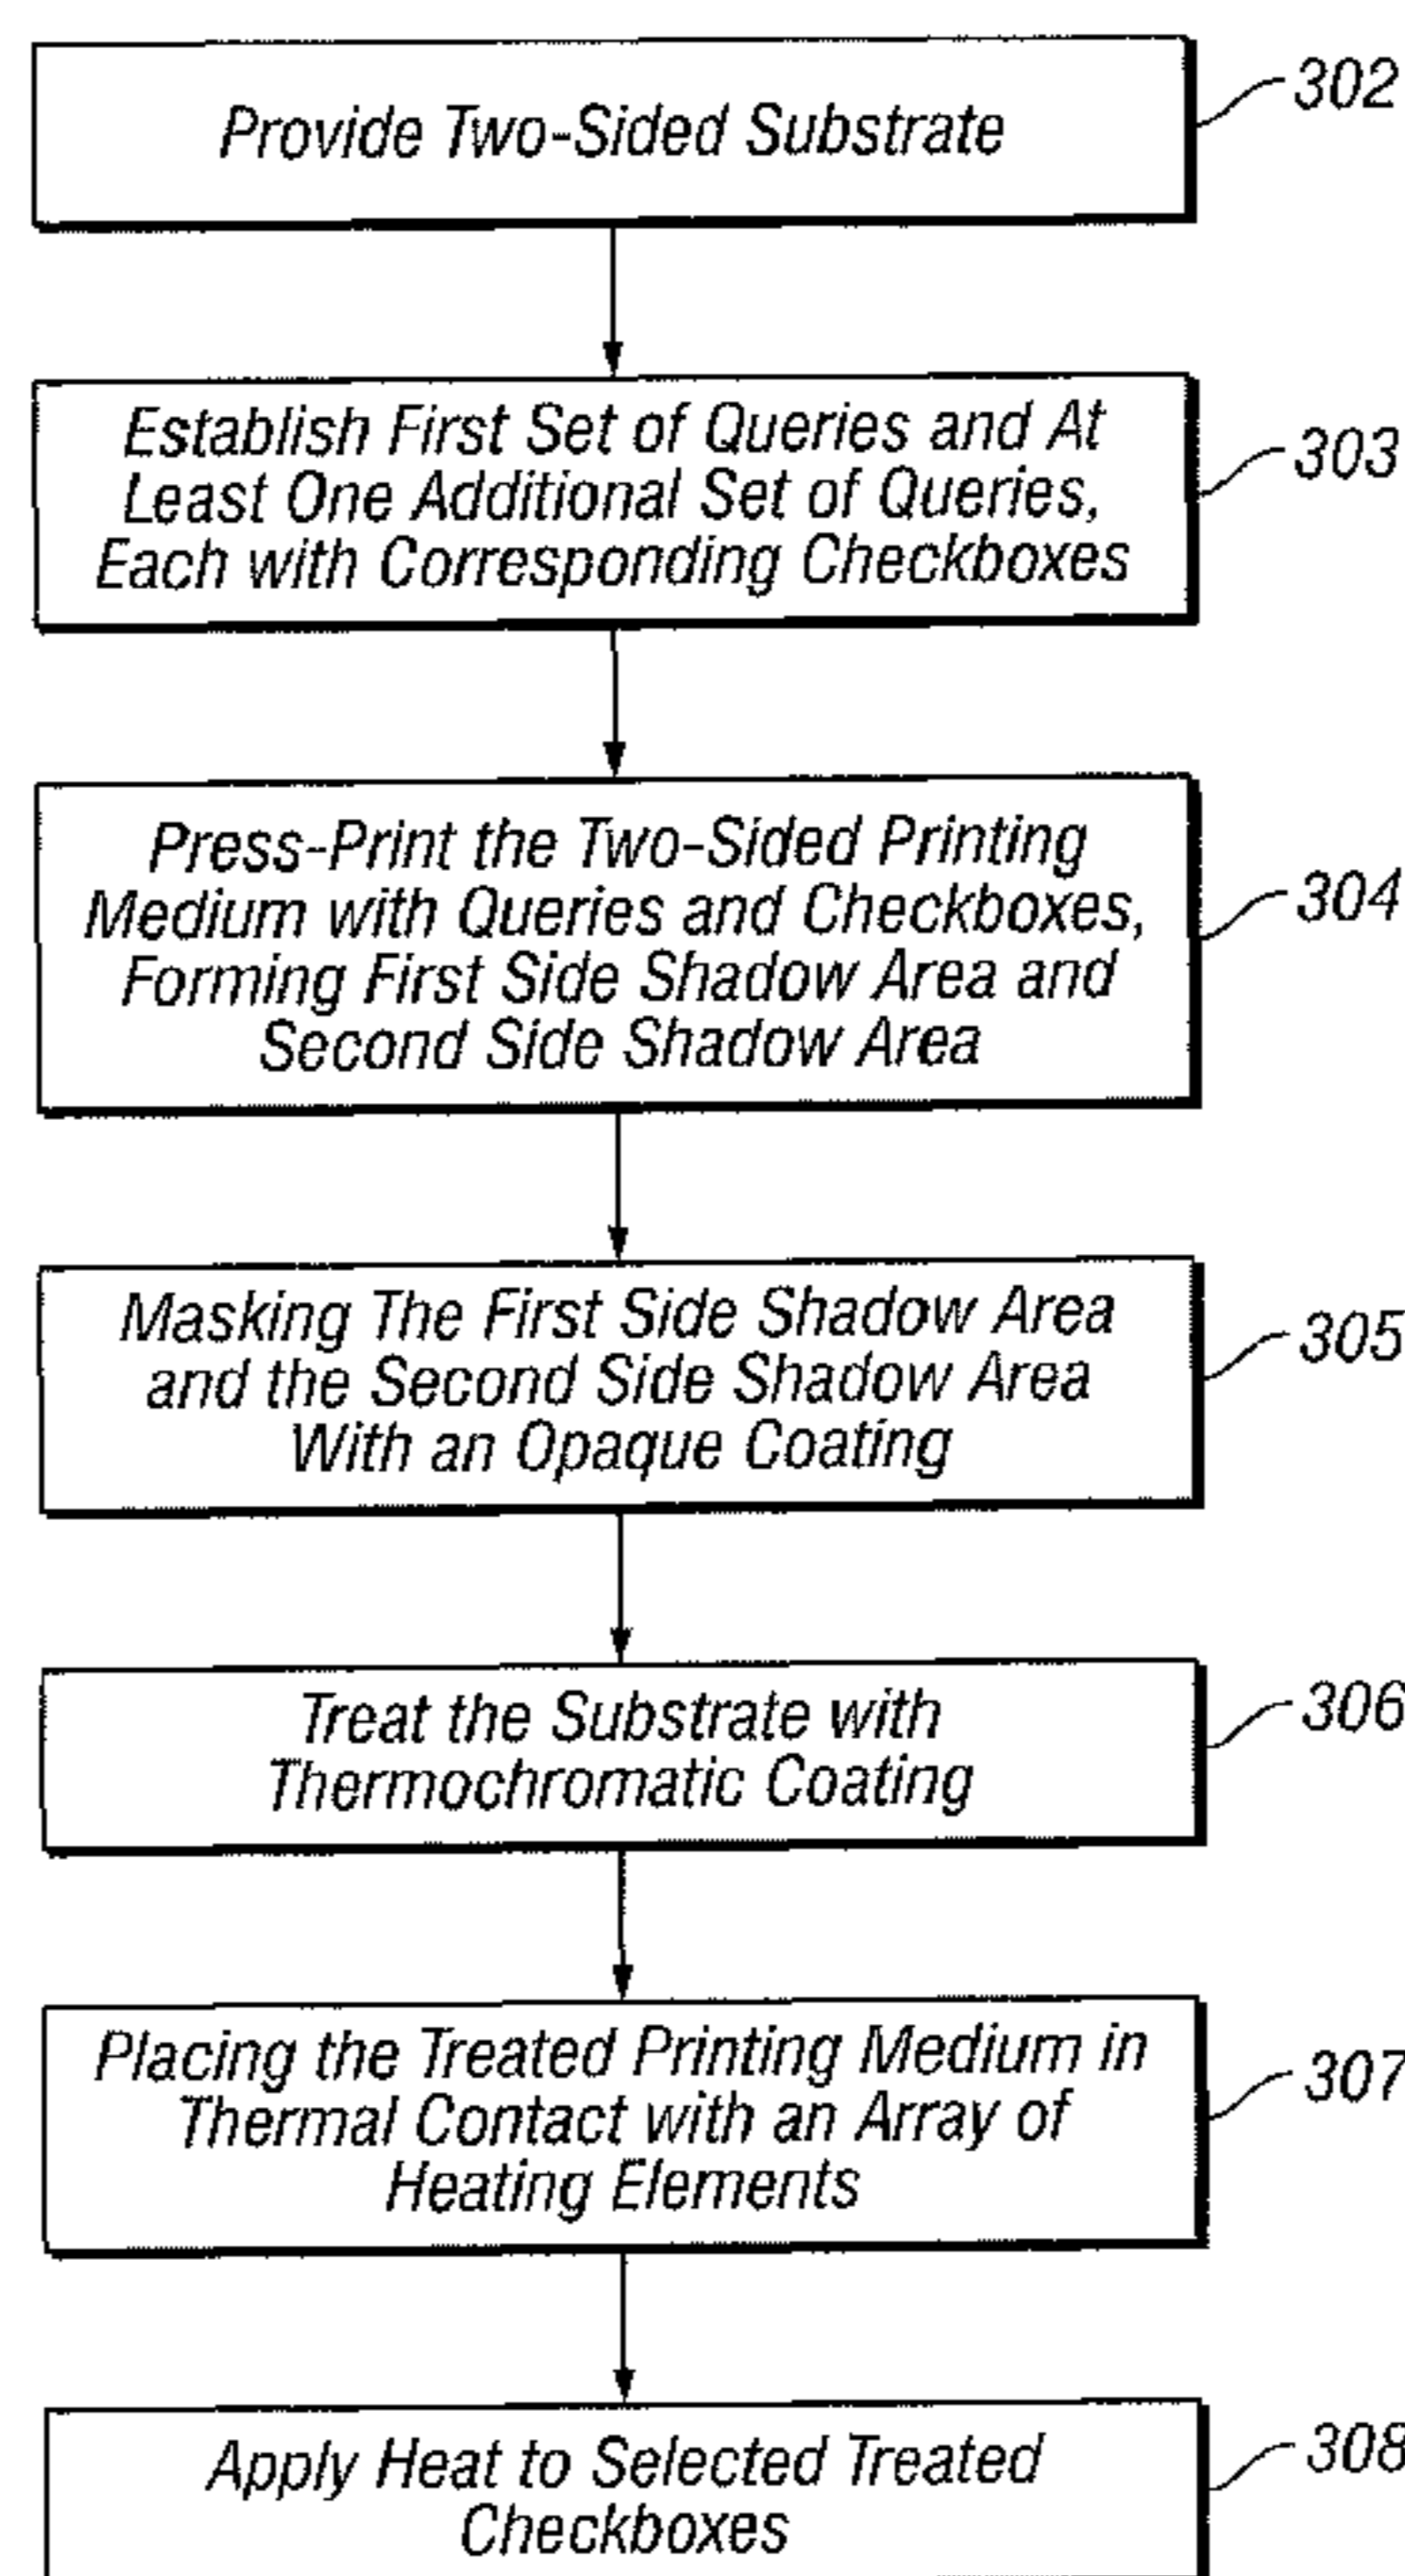 Provide Two-Sided Substrate
302
Establish First Set of Queries and At
Least One Additional Set of Queries,
Each with Corresponding Checkboxes
303
Press-Print the Two-Sided Printing
Medium with Queries and Checkboxes,
Forming First Side Shadow Area and
Second Side Shadow Area
304
Masking The First Side Shadow Area
and the Second Side Shadow Area
With an Opaque Coating
305
Treat the Substrate with
Thermochromatic Coating
306
Placing the Treated Printing Medium in
Thermal Contact with an Array of
Heating Elements
307
Apply Heat to Selected Treated
Checkboxes
308